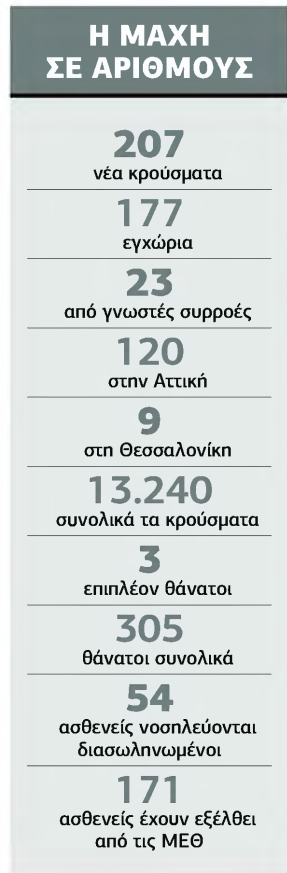 Η ΜΑΧΗ
ΣΕ ΑΡΙΘΜΟΥΣ
207
νέα κρούσματα
177
εγχώρια
23
από γνωστές συρροές
120
στην Αττική
9
στη Θεσσαλονίκη
13.240
συνολικά τα κρούσματα
3
επιπλέον θάνατοι
305
θάνατοι συνολικά
54
ασθενείς νοσηλεύονται
διασωληνωμένοι
171
ασθενείς έχουν εξέλθει
από τις ΜΕΘ